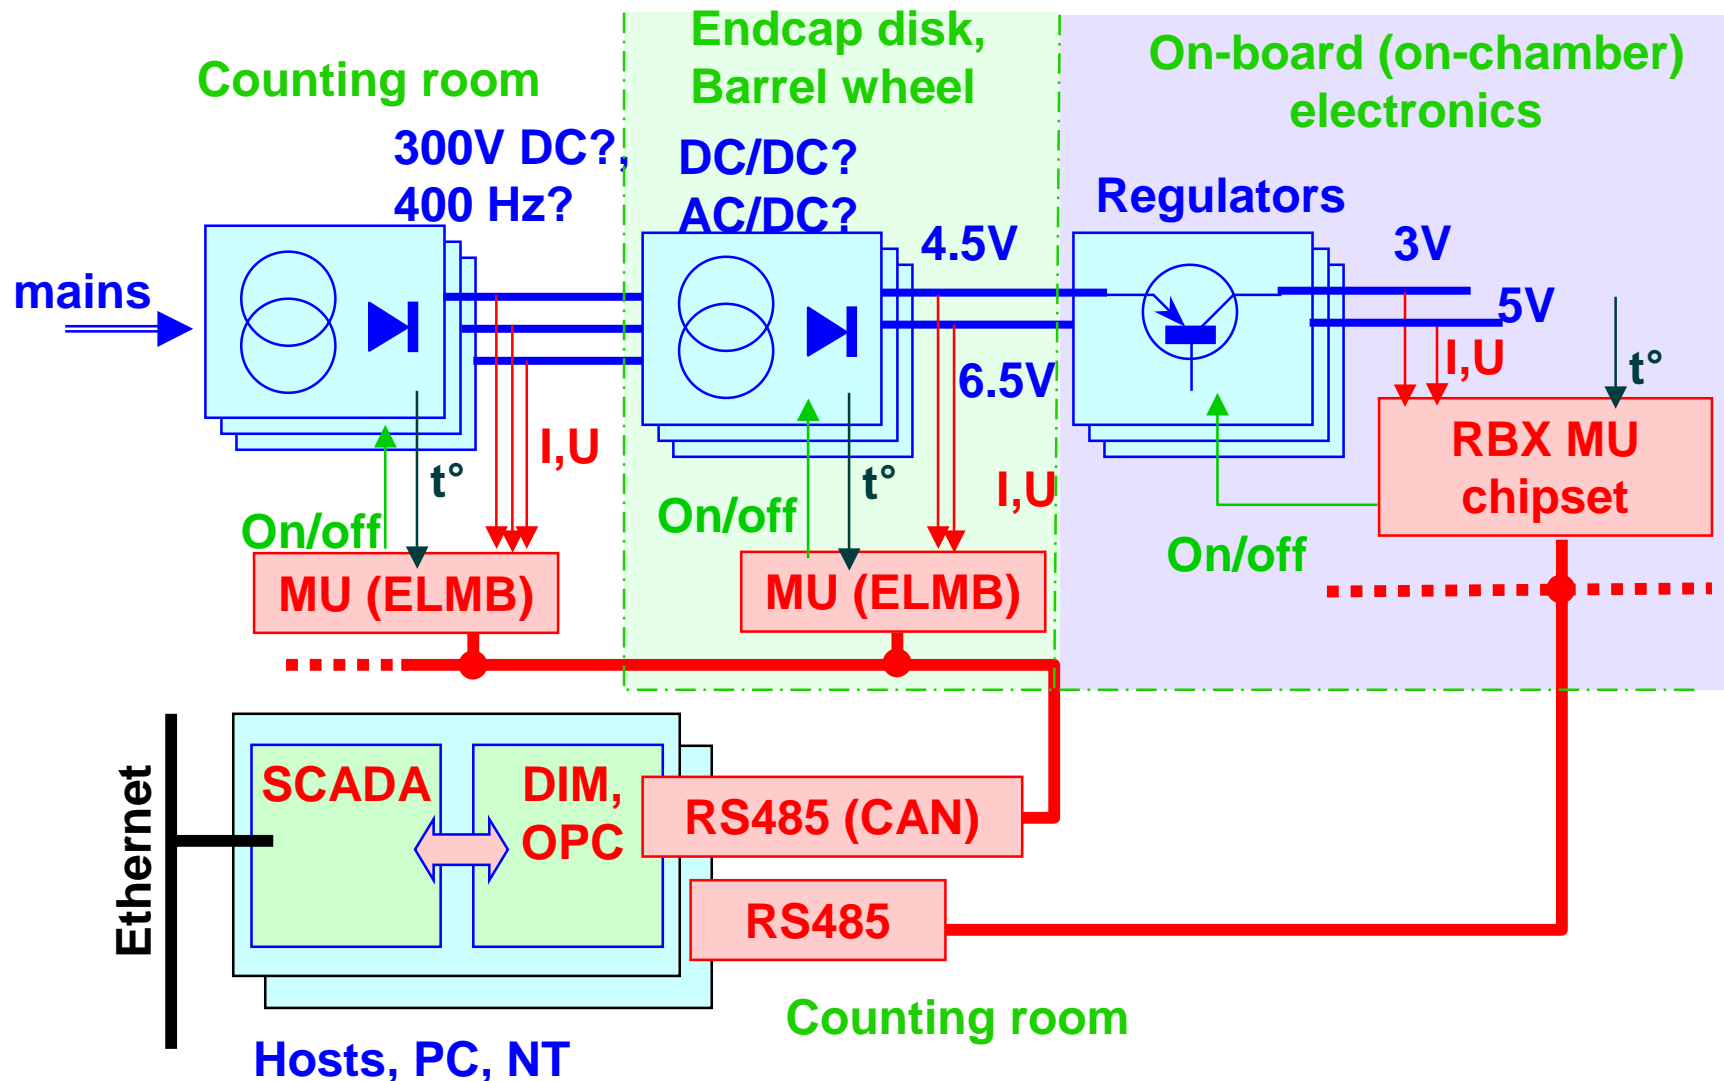 Endcap disk,
Barrel wheel
On-board (on-chamber)
electronics
Counting room
300V DC?,
400 Hz?
DC/DC?
AC/DC?
Regulators
mains
4.5V
3V
5V
6.5V
I,U
t°
I,U
t°
t°
I,U
RBX MU
chipset
On/off
On/off
On/off
MU (ELMB)
MU (ELMB)
Ethernet
SCADA
DIM,
OPC
RS485 (CAN)
RS485
Counting room
Hosts, PC, NT